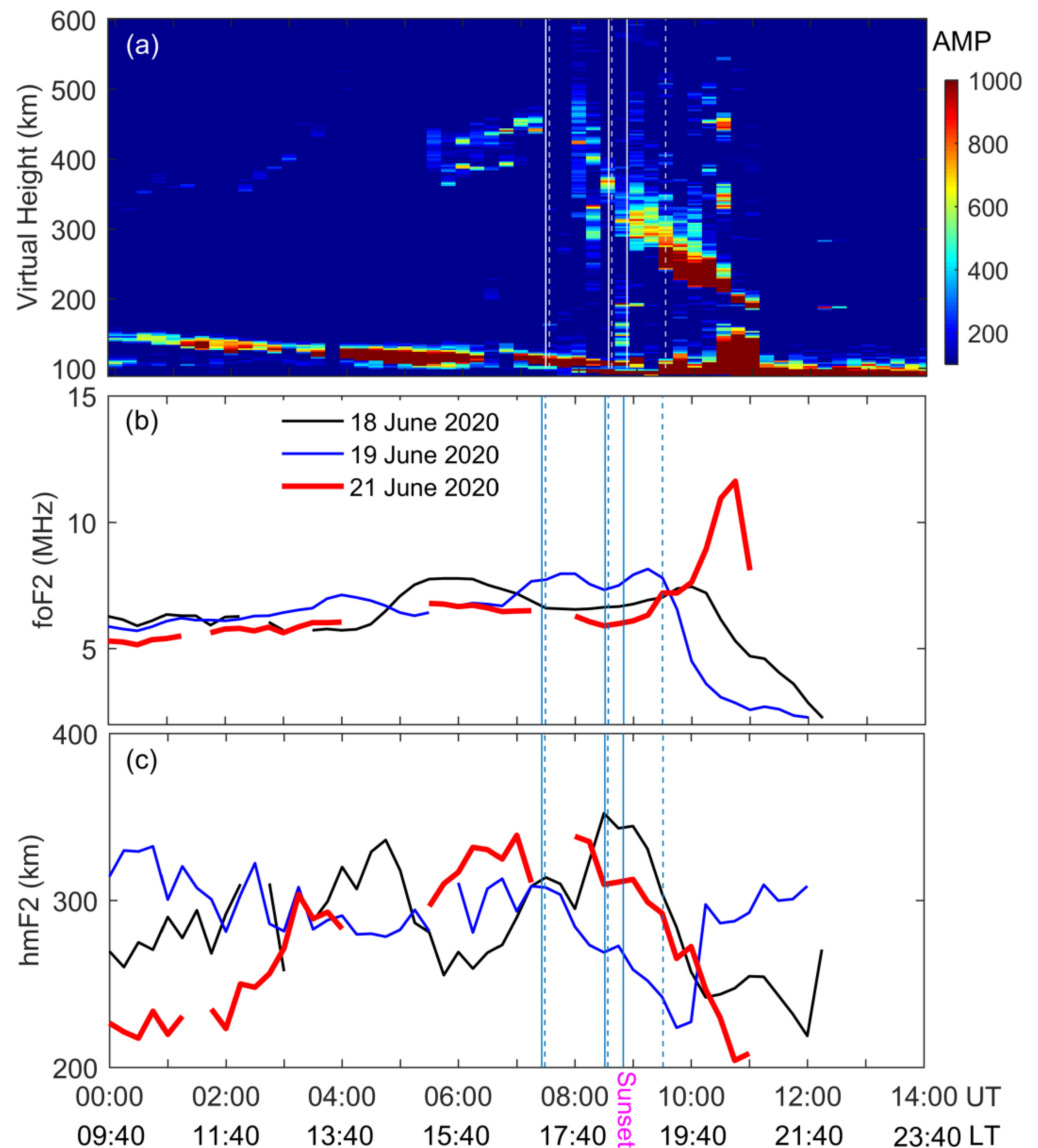 (a)
AMP
Virtual Height (km)
600
500
400
300
200
100
1000
800
600
400
200
(b)
foF2 (MHz)
15
10
5
18 June 2020
19 June 2020
21 June 2020
(c)
hmF2 (km)
400
300
200
Sunset
00:00 02:00 04:00 06:00 08:00 10:00 12:00 14:00 UT
09:40 11:40 13:40 15:40 17:40 19:40 21:40 23:40 LT